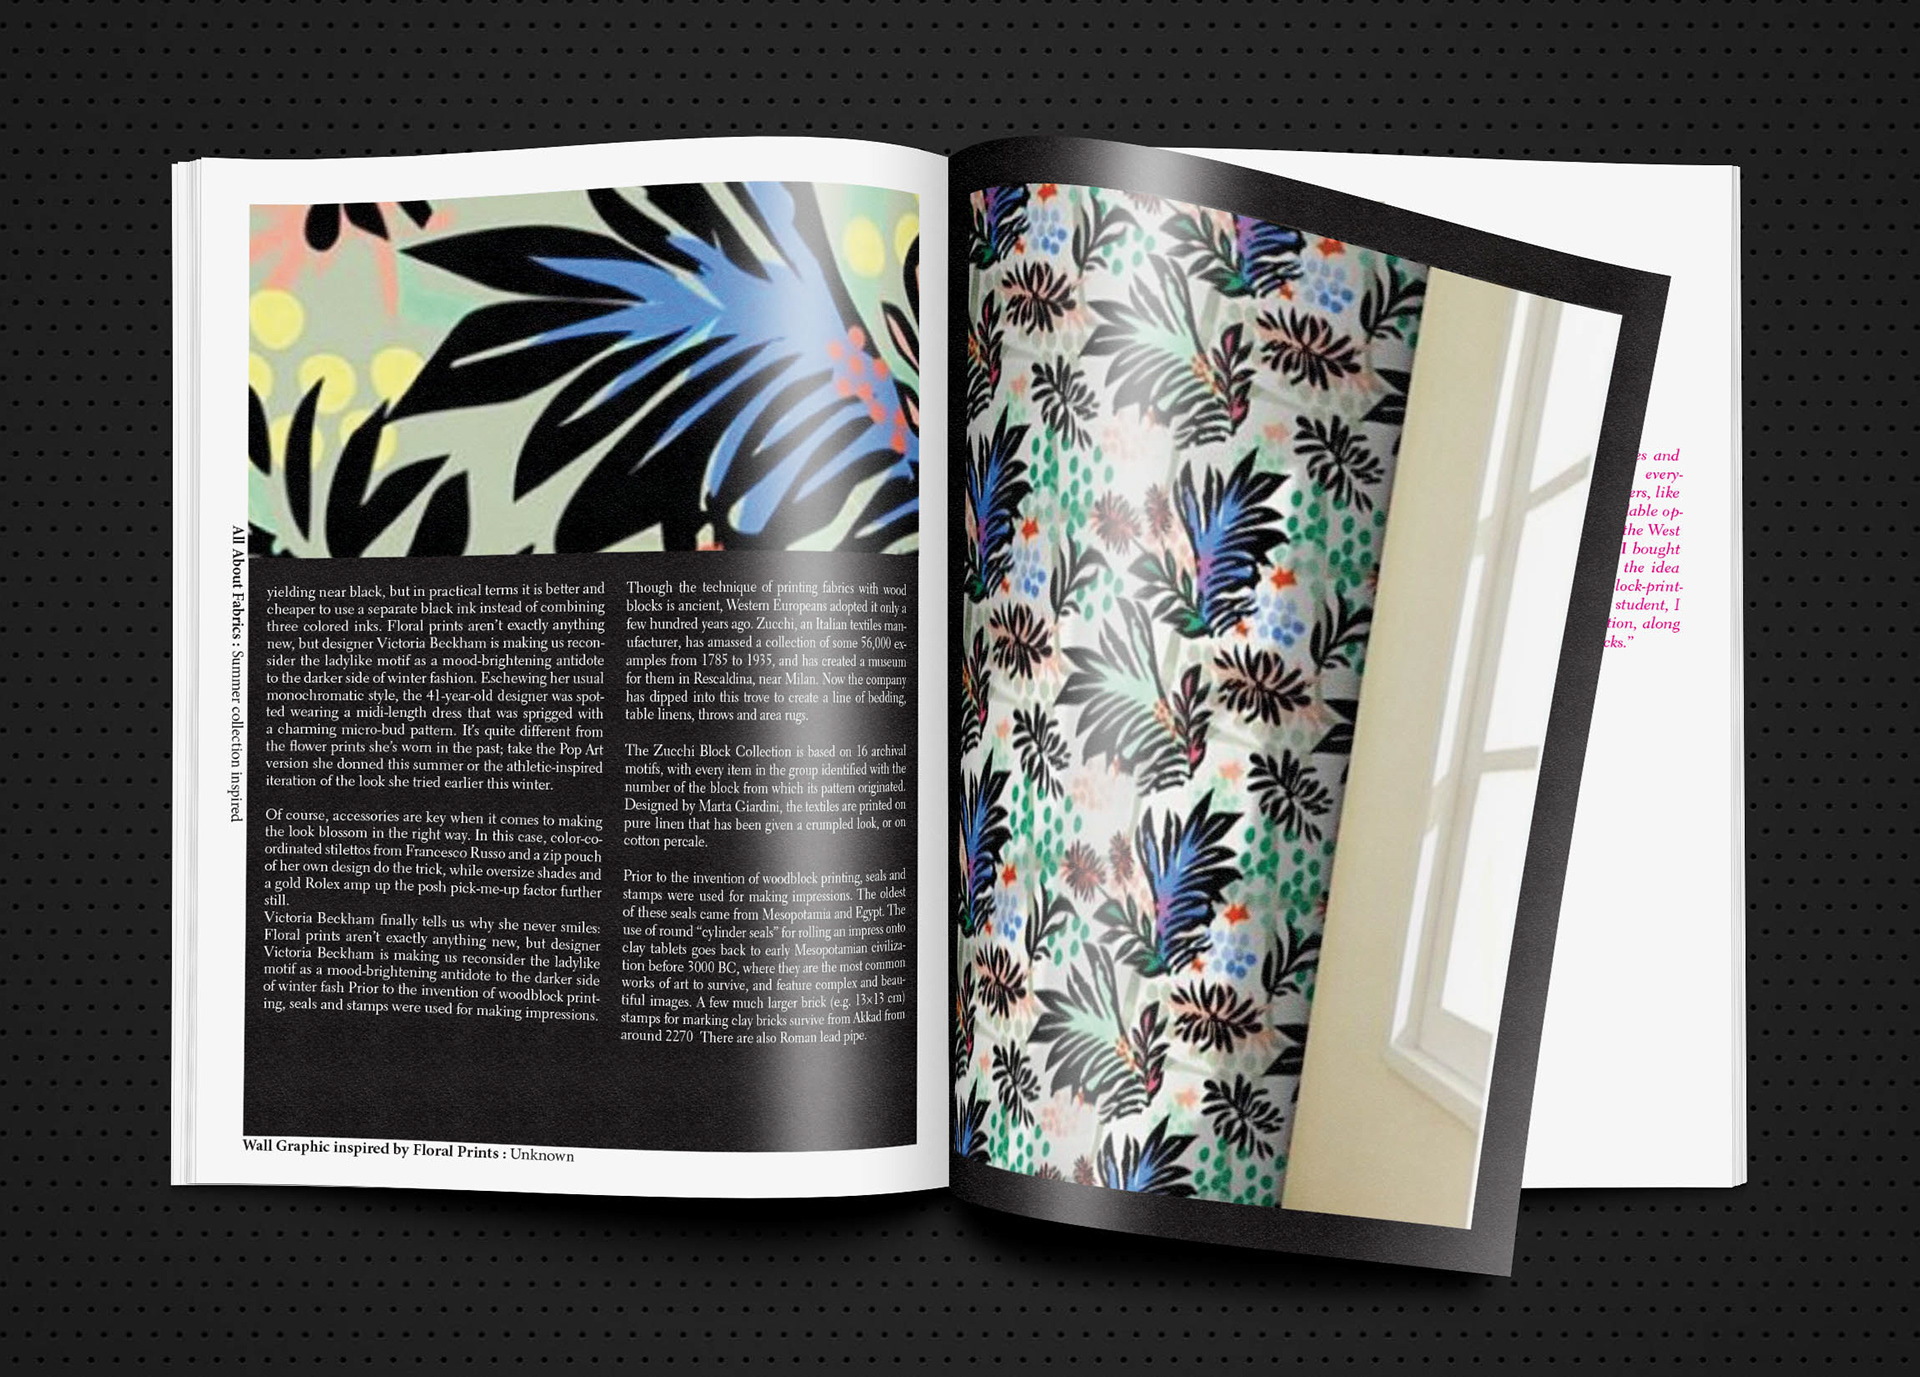 All About Fabrics : Summer collection inspired
yielding near black, but in practical terms it is better and
cheaper to use a separate black ink instead of combining
three colored inks. Floral prints aren't exactly anything
new, but designer Victoria Beckham is making us recon-
sider the ladylike motif as a mood-brightening antidote
to the darker side of winter fashion. Eschewing her usual
monochromatic style, the 41-year-old designer was spot-
ted wearing a midi-length dress that was sprigged with
a charming micro-bud pattern. It's quite different from
the flower prints she's worn in the past; take the Pop Art
version she donned this summer or the athletic-inspired
iteration of the look she tried earlier this winter.
Of course, accessories are key when it comes to making
the look blossom in the right way. In this case, color-co-
ordinated stilettos from Francesco Russo and a zip pouch
of her own design do the trick, while oversize shades and
a gold Rolex amp up the posh pick-me-up factor further
still.
Victoria Beckham finally tells us why she never smiles:
Floral prints aren't exactly anything new, but designer
Victoria Beckham is making us reconsider the ladylike
motif as a mood-brightening antidote to the darker side
of winter fash Prior to the invention of woodblock print-
ing, seals and stamps were used for making impressions.
Though the technique of printing fabrics with wood
blocks is ancient, Western Europeans adopted it only a
few hundred years ago. Zucchi, an Italian textiles man-
ufacturer, has amassed a collection of some 56,000 ex-
amples from 1785 to 1935, and has created a museum
for them in Rescaldina, near Milan. Now the company
has dipped into this trove to create a line of bedding,
table linens, throws and area rugs.
The Zucchi Block Collection is based on 16 archival
motifs, with every item in the group identified with the
number of the block from which its pattern originated.
Designed by Marta Giardini, the textiles are printed on
pure linen that has been given a crumpled look, or on
cotton percale.
Prior to the invention of woodblock printing, seals and
stamps were used for making impressions. The oldest
of these seals came from Mesopotamia and Egypt. The
use of round “cylinder seals” for rolling an impress onto
clay tablets goes back to early Mesopotamian civiliza-
tion before 3000 BC, where they are the most common
works of art to survive, and feature complex and beau-
tiful images. A few much larger brick (e.g. 13×13 cm)
stamps for marking clay bricks survive from Akkad from
around 2270 There are also Roman lead pipe.
Wall Graphic inspired by Floral Prints : Unknown
es and
every-
ers, like
able op-
the West
I bought
the idea
lock-print-
student, I
tion, along
cks.”